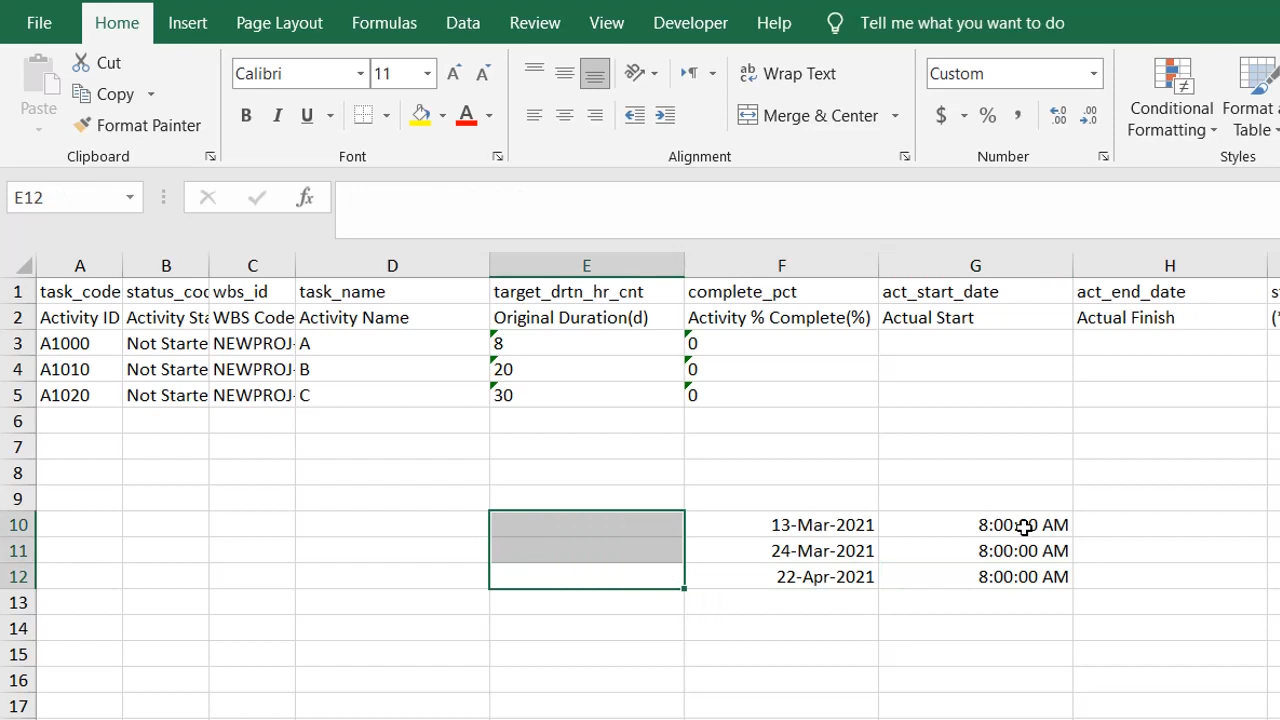 File Home Insert Page Layout Formulas Data Review View Developer Help Tell me what you want to do
Paste Cut Copy Format Painter
Calibri 11
B I U A
Wrap Text
Merge & Center
Custom
$ % ,
Conditional Formatting
Format a
Table
Clipboard Font Alignment Number Styles
E12 fx
A B C D E F G H
1 task_code status_coc wbs_id task_name target_drtn_hr_cnt complete_pct act_start_date act_end_date
2 Activity ID Activity Sta WBS Code Activity Name Original Duration(d) Activity % Complete(%) Actual Start Actual Finish (*
3 A1000 Not Starte NEWPROJ- A 8 0
4 A1010 Not Starte NEWPROJ- B 20 0
5 A1020 Not Starte NEWPROJ- C 30 0
6
7
8
9
10 13-Mar-2021 8:00:00 AM
11 24-Mar-2021 8:00:00 AM
12 22-Apr-2021 8:00:00 AM
13
14
15
16
17